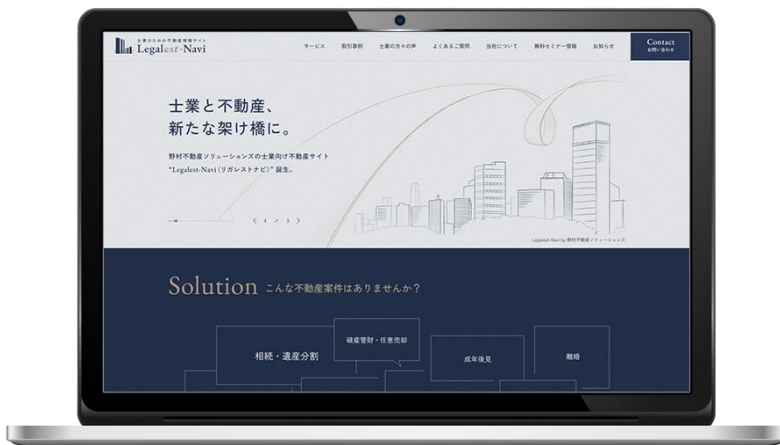 士業のための不動産情報サイト
Legalest-Navi
サービス
取引事例
士業の方々の声
よくあるご質問
当社について
無料セミナー情報
お知らせ
Contact
お問い合わせ
士業と不動産、
新たな架け橋に。
野村不動産ソリューションズの士業向け不動産サイト
“Legalest-Navi（リガレストナビ）” 誕生。
1 / 3
Legalest-Navi by 野村不動産ソリューションズ
Solution こんな不動産案件はありませんか？
破産管財・任意売却
相続・遺産分割
成年後見
離婚